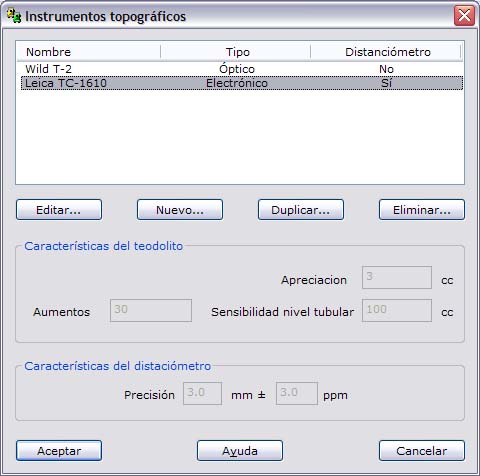 Instrumentos topográficos
Nombre Tipo Distanciómetro
Wild T-2 Óptico No
Leica TC-1610 Electrónico Sí
Editar... Nuevo... Duplicar... Eliminar...
Características del teodolito
Apreciacion 3 cc
Aumentos 30 Sensibilidad nivel tubular 100 cc
Características del distaciómetro
Precisión 3.0 mm ± 3.0 ppm
Aceptar Ayuda Cancelar